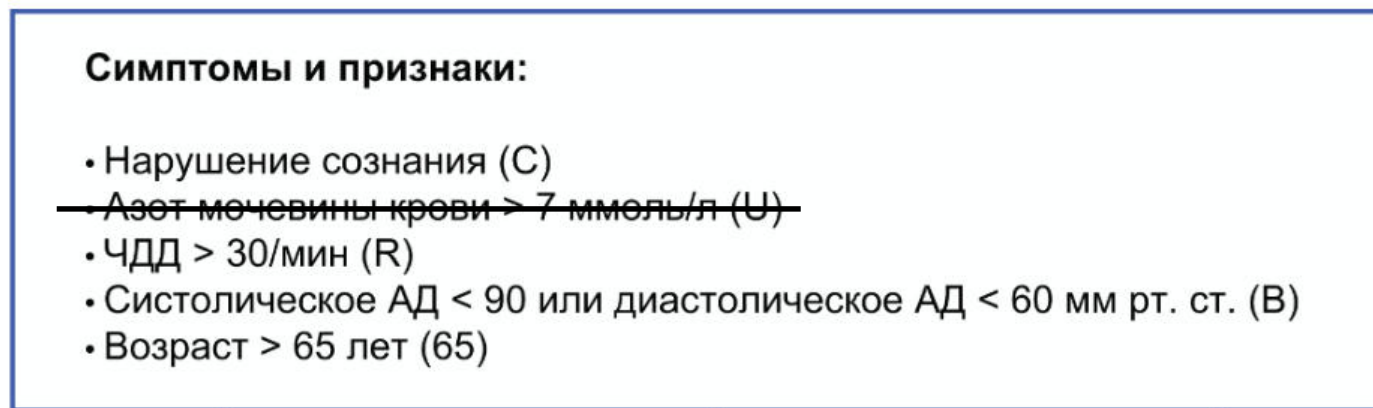 Симптомы и признаки:
• Нарушение сознания (C)
• Азот мочевины крови > 7 ммоль/л (U)
• ЧДД > 30/мин (R)
• Систолическое АД < 90 или диастолическое АД < 60 мм рт. ст. (B)
• Возраст > 65 лет (65)